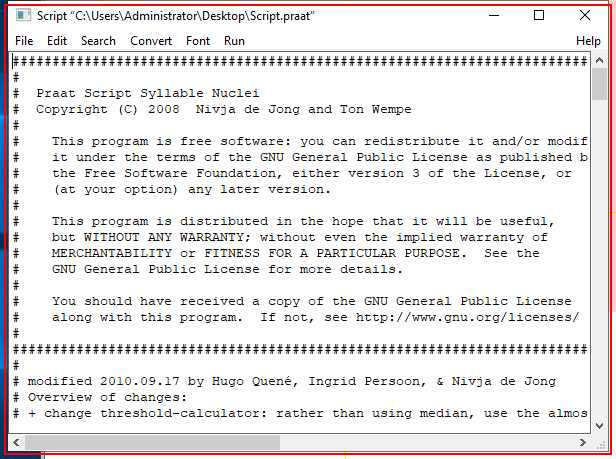 Script “C:\Users\Administrator\Desktop\Script.praat”
File Edit Search Convert Font Run Help
###########################################################################
#
#  Praat Script Syllable Nuclei
#  Copyright (C) 2008  Nivja de Jong and Ton Wempe
#
#    This program is free software: you can redistribute it and/or modif
#    it under the terms of the GNU General Public License as published b
#    the Free Software Foundation, either version 3 of the License, or
#    (at your option) any later version.
#
#    This program is distributed in the hope that it will be useful,
#    but WITHOUT ANY WARRANTY; without even the implied warranty of
#    MERCHANTABILITY or FITNESS FOR A PARTICULAR PURPOSE.  See the
#    GNU General Public License for more details.
#
#    You should have received a copy of the GNU General Public License
#    along with this program.  If not, see http://www.gnu.org/licenses/
#
###########################################################################
#
# modified 2010.09.17 by Hugo Quené, Ingrid Persoon, & Nivja de Jong
# Overview of changes:
# + change threshold-calculator: rather than using median, use the almos